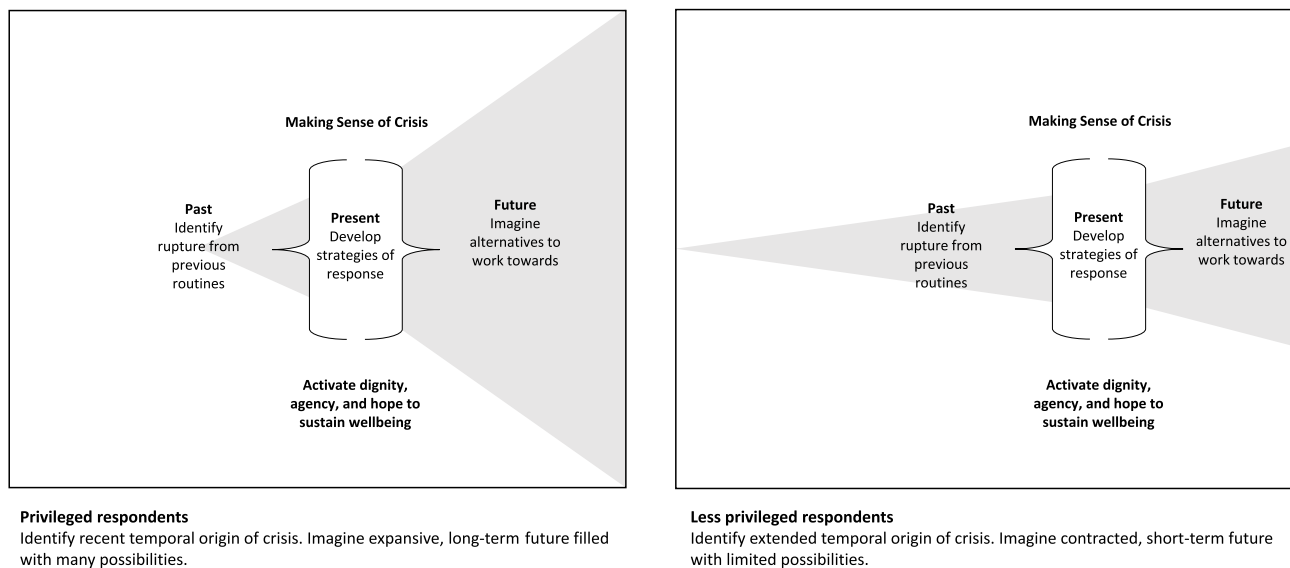 Making Sense of Crisis
Past
Identify
rupture from
previous
routines
Present
Develop
strategies of
response
Future
Imagine
alternatives to
work towards
Activate dignity,
agency, and hope to
sustain wellbeing
Privileged respondents
Identify recent temporal origin of crisis. Imagine expansive, long-term future filled
with many possibilities.
Making Sense of Crisis
Past
Identify
rupture from
previous
routines
Present
Develop
strategies of
response
Future
Imagine
alternatives to
work towards
Activate dignity,
agency, and hope to
sustain wellbeing
Less privileged respondents
Identify extended temporal origin of crisis. Imagine contracted, short-term future
with limited possibilities.